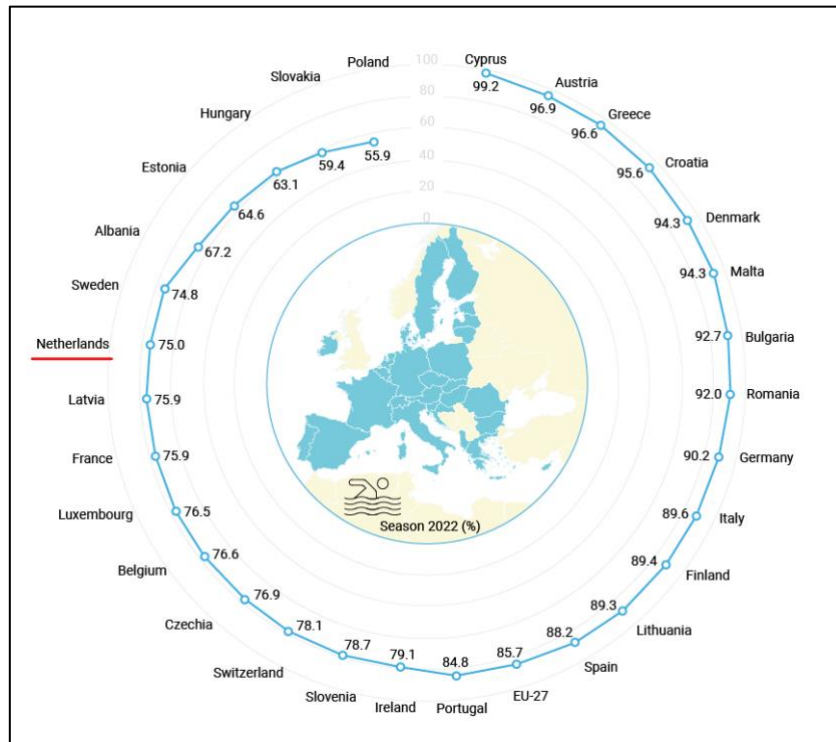 Cyprus
99.2
Austria
96.9
Greece
96.6
Croatia
95.6
Denmark
94.3
Malta
94.3
Bulgaria
92.7
Romania
92.0
Germany
90.2
Italy
89.6
Finland
89.4
Lithuania
89.3
Spain
88.2
EU-27
85.7
Portugal
84.8
Ireland
79.1
Slovenia
78.7
Switzerland
78.1
Czechia
76.9
Belgium
76.6
Luxembourg
76.5
France
75.9
Latvia
75.9
Netherlands
75.0
Sweden
74.8
Albania
67.2
Estonia
64.6
Hungary
63.1
Slovakia
59.4
Poland
55.9
100
80
60
40
20
0
Season 2022 (%)